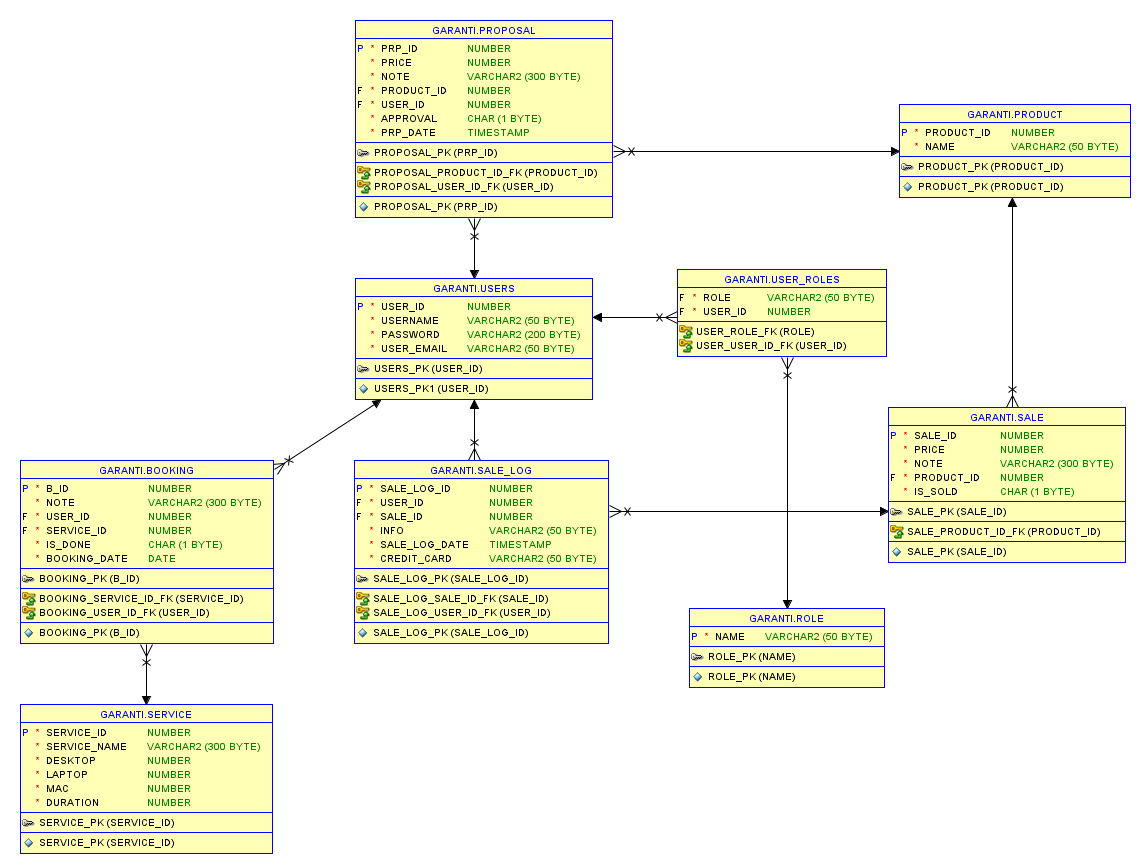 GARANTI.PROPOSAL
P * PRP_ID NUMBER
* PRICE NUMBER
* NOTE VARCHAR2 (300 BYTE)
F * PRODUCT_ID NUMBER
F * USER_ID NUMBER
* APPROVAL CHAR (1 BYTE)
* PRP_DATE TIMESTAMP
PROPOSAL_PK (PRP_ID)
PROPOSAL_PRODUCT_ID_FK (PRODUCT_ID)
PROPOSAL_USER_ID_FK (USER_ID)
PROPOSAL_PK (PRP_ID)
GARANTI.PRODUCT
P * PRODUCT_ID NUMBER
* NAME VARCHAR2 (50 BYTE)
PRODUCT_PK (PRODUCT_ID)
PRODUCT_PK (PRODUCT_ID)
GARANTI.USERS
P * USER_ID NUMBER
* USERNAME VARCHAR2 (50 BYTE)
* PASSWORD VARCHAR2 (200 BYTE)
* USER_EMAIL VARCHAR2 (50 BYTE)
USERS_PK (USER_ID)
USERS_PK1 (USER_ID)
GARANTI.USER_ROLES
F * ROLE VARCHAR2 (50 BYTE)
F * USER_ID NUMBER
USER_ROLE_FK (ROLE)
USER_USER_ID_FK (USER_ID)
GARANTI.SALE
P * SALE_ID NUMBER
* PRICE NUMBER
* NOTE VARCHAR2 (300 BYTE)
F * PRODUCT_ID NUMBER
* IS_SOLD CHAR (1 BYTE)
SALE_PK (SALE_ID)
SALE_PRODUCT_ID_FK (PRODUCT_ID)
SALE_PK (SALE_ID)
GARANTI.BOOKING
P * B_ID NUMBER
* NOTE VARCHAR2 (300 BYTE)
F * USER_ID NUMBER
F * SERVICE_ID NUMBER
* IS_DONE CHAR (1 BYTE)
* BOOKING_DATE DATE
BOOKING_PK (B_ID)
BOOKING_SERVICE_ID_FK (SERVICE_ID)
BOOKING_USER_ID_FK (USER_ID)
BOOKING_PK (B_ID)
GARANTI.SALE_LOG
P * SALE_LOG_ID NUMBER
F * USER_ID NUMBER
F * SALE_ID NUMBER
* INFO VARCHAR2 (50 BYTE)
* SALE_LOG_DATE TIMESTAMP
* CREDIT_CARD VARCHAR2 (50 BYTE)
SALE_LOG_PK (SALE_LOG_ID)
SALE_LOG_SALE_ID_FK (SALE_ID)
SALE_LOG_USER_ID_FK (USER_ID)
SALE_LOG_PK (SALE_LOG_ID)
GARANTI.ROLE
P * NAME VARCHAR2 (50 BYTE)
ROLE_PK (NAME)
ROLE_PK (NAME)
GARANTI.SERVICE
P * SERVICE_ID NUMBER
* SERVICE_NAME VARCHAR2 (300 BYTE)
* DESKTOP NUMBER
* LAPTOP NUMBER
* MAC NUMBER
* DURATION NUMBER
SERVICE_PK (SERVICE_ID)
SERVICE_PK (SERVICE_ID)